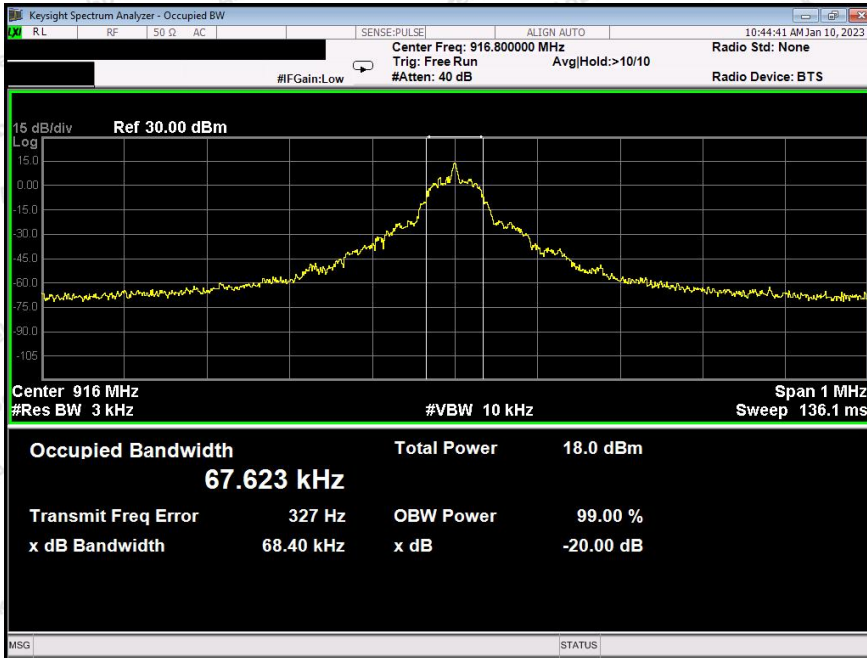 Keysight Spectrum Analyzer - Occupied BW
LXI RL RF 50 Ω AC SENSE:PULSE ALIGN AUTO 10:44:41 AM Jan 10, 2023
Center Freq: 916.800000 MHz Radio Std: None
Trig: Free Run Avg|Hold:>10/10
#IFGain:Low #Atten: 40 dB Radio Device: BTS
15 dB/div Ref 30.00 dBm
Log
15.0
0.00
-15.0
-30.0
-45.0
-60.0
-75.0
-90.0
-105
Center 916 MHz Span 1 MHz
#Res BW 3 kHz #VBW 10 kHz Sweep 136.1 ms
Occupied Bandwidth Total Power 18.0 dBm
67.623 kHz
Transmit Freq Error 327 Hz OBW Power 99.00 %
x dB Bandwidth 68.40 kHz x dB -20.00 dB
MSG STATUS